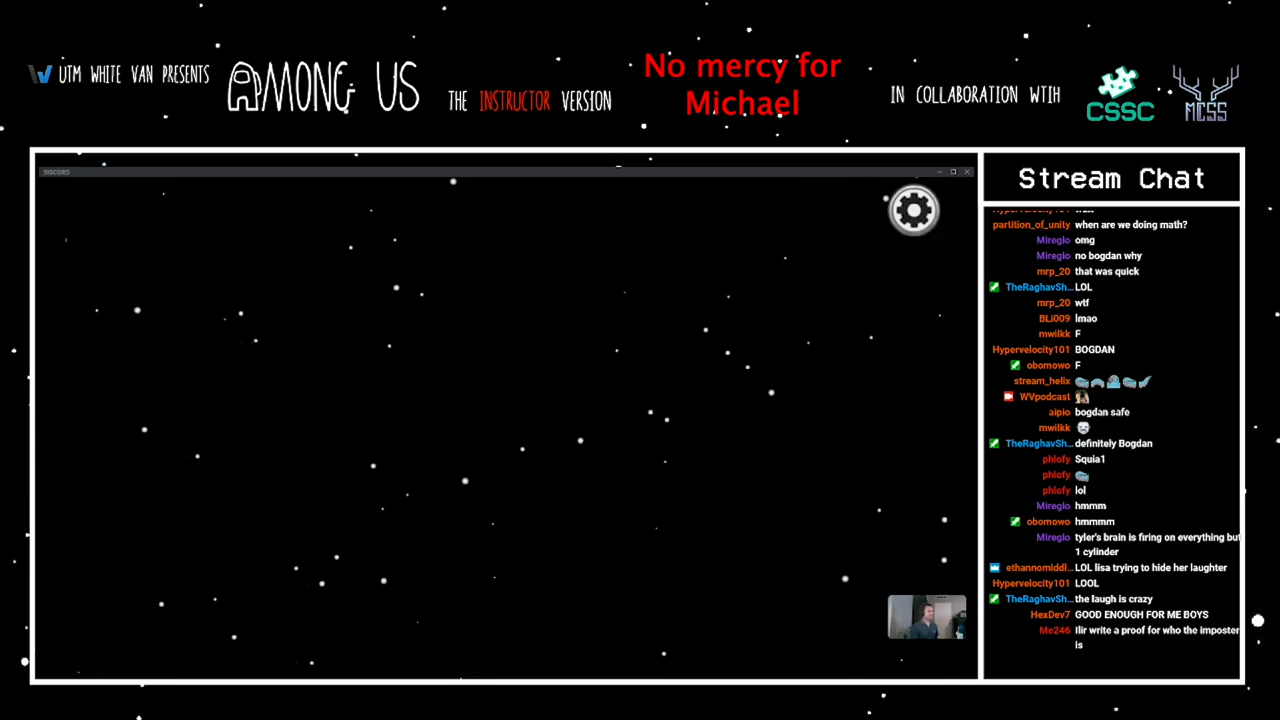 UTM WHITE VAN PRESENTS
AMONG US
THE INSTRUCTOR VERSION
No mercy for
Michael
IN COLLABORATION WTIH
CSSC
MCSS
DISCORD
Stream Chat
partition_of_unity when are we doing math?
Mireglo omg
Mireglo no bogdan why
mrp_20 that was quick
TheRaghavSh... LOL
mrp_20 wtf
BLi009 lmao
mwilkk F
Hypervelocity101 BOGDAN
obomowo F
stream_helix
WVpodcast
aipio bogdan safe
mwilkk
TheRaghavSh... definitely Bogdan
phlofy Squia1
phlofy
phlofy lol
Mireglo hmmm
obomowo hmmmm
Mireglo tyler's brain is firing on everything but
1 cylinder
ethannomiddl... LOL lisa trying to hide her laughter
Hypervelocity101 LOOL
TheRaghavSh... the laugh is crazy
HexDev7 GOOD ENOUGH FOR ME BOYS
Me246 Ilir write a proof for who the imposter
is